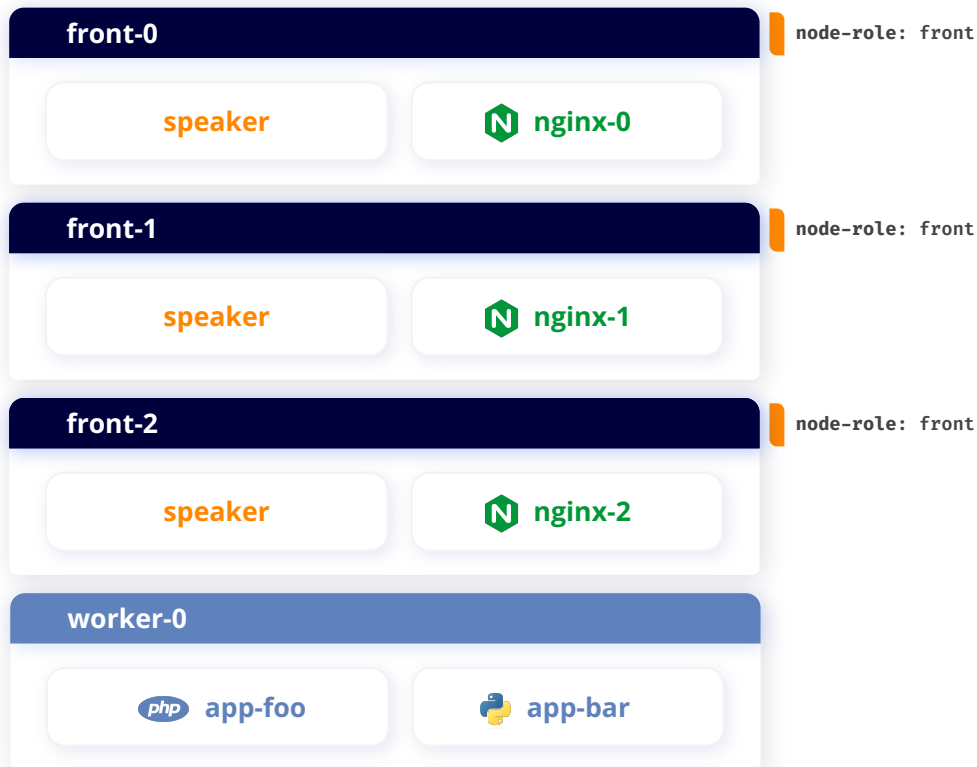 front-0
node-role: front
speaker
N nginx-0
front-1
node-role: front
speaker
N nginx-1
front-2
node-role: front
speaker
N nginx-2
worker-0
php app-foo
app-bar